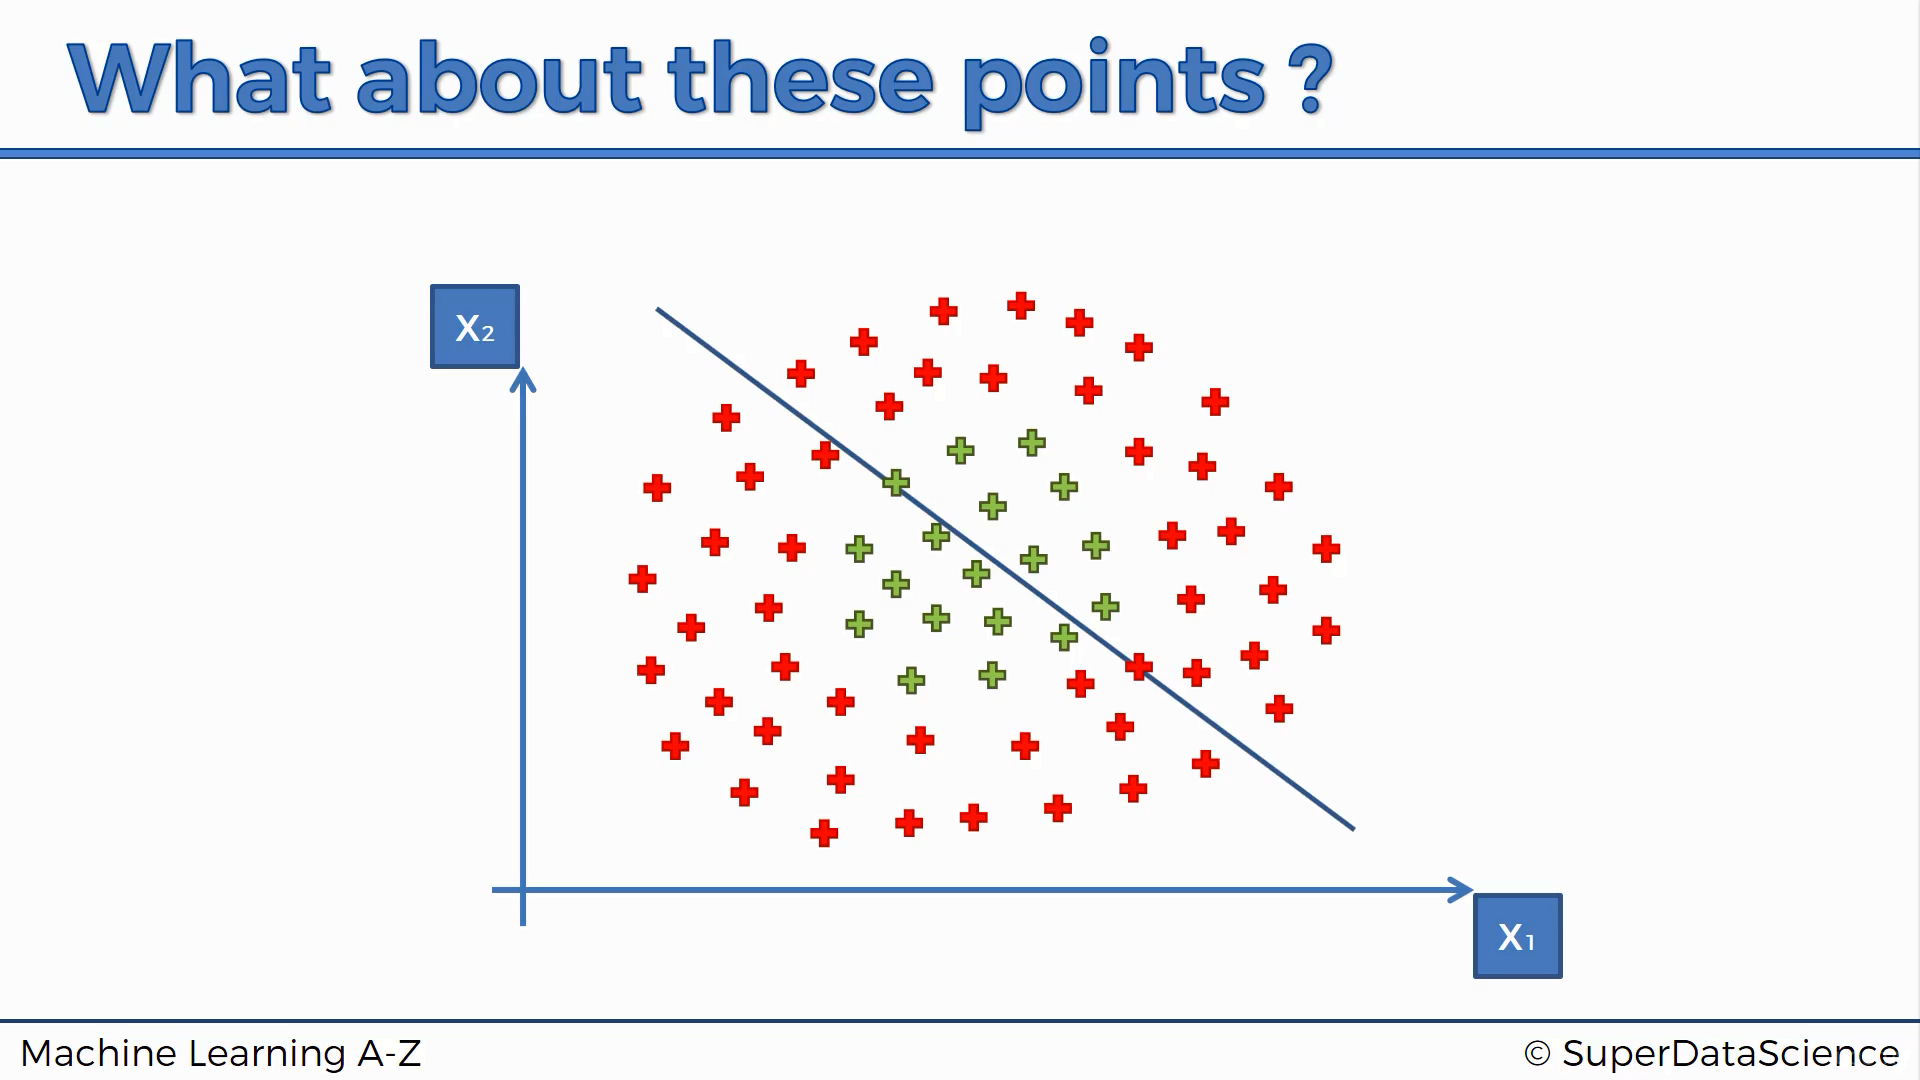 What about these points ?
X2
X1
Machine Learning A-Z
© SuperDataScience